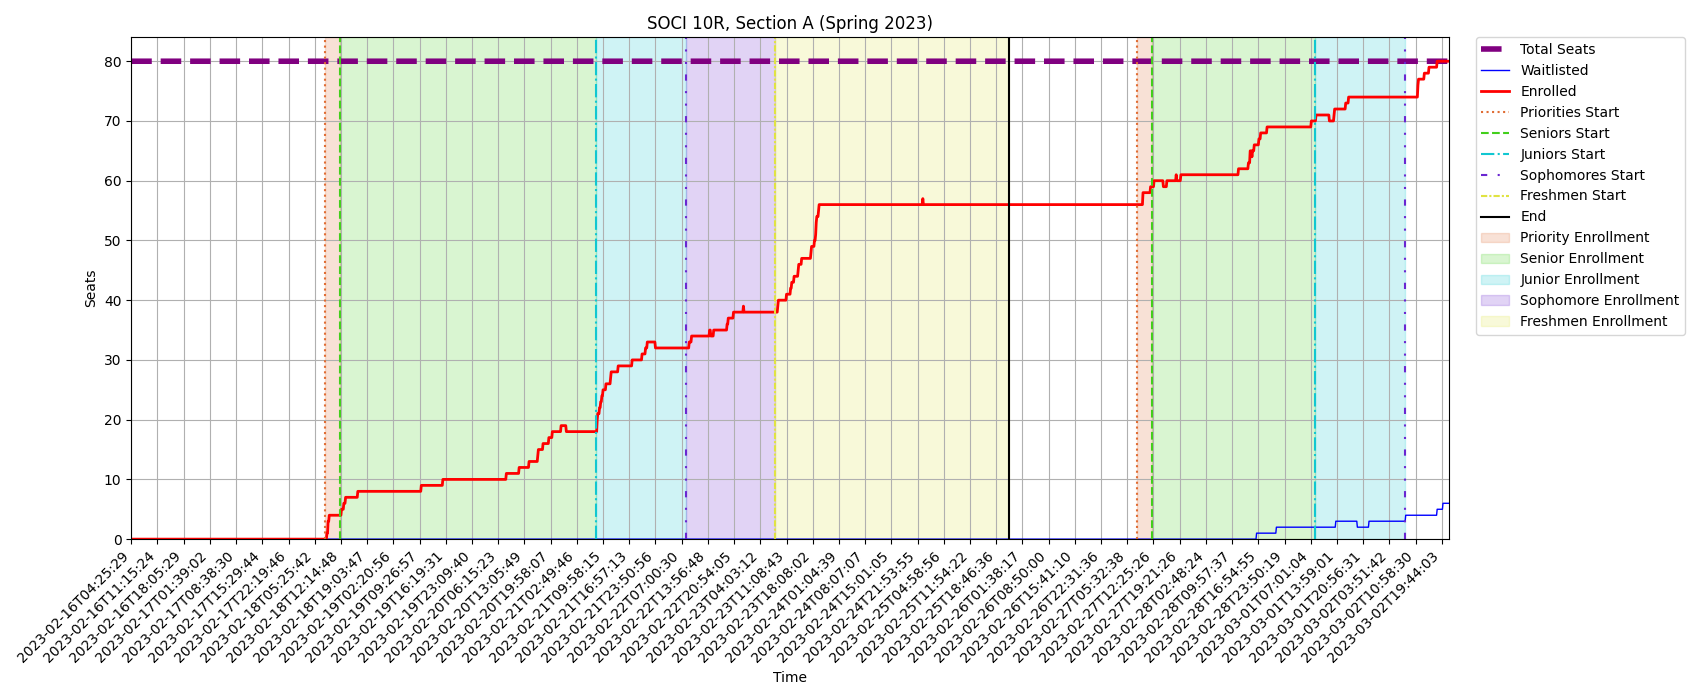 SOCI 10R, Section A (Spring 2023)
Seats
80
70
60
50
40
30
20
10
0
2023-02-16T04:25:29
2023-02-16T11:15:24
2023-02-16T18:05:29
2023-02-17T01:39:02
2023-02-17T08:38:30
2023-02-17T15:29:44
2023-02-17T22:19:46
2023-02-18T05:25:42
2023-02-18T12:14:48
2023-02-18T19:03:47
2023-02-19T02:20:56
2023-02-19T09:26:57
2023-02-19T16:19:31
2023-02-19T23:09:40
2023-02-20T06:15:23
2023-02-20T13:05:49
2023-02-20T19:58:07
2023-02-21T02:49:46
2023-02-21T09:58:15
2023-02-21T16:57:13
2023-02-21T23:50:56
2023-02-22T07:00:30
2023-02-22T13:56:48
2023-02-22T20:54:05
2023-02-23T04:03:12
2023-02-23T11:08:43
2023-02-23T18:08:02
2023-02-24T01:04:39
2023-02-24T08:07:07
2023-02-24T15:01:05
2023-02-24T21:53:55
2023-02-25T04:58:56
2023-02-25T11:54:22
2023-02-25T18:46:36
2023-02-26T01:38:17
2023-02-26T08:50:00
2023-02-26T15:41:10
2023-02-26T22:31:36
2023-02-27T05:32:38
2023-02-27T12:25:26
2023-02-27T19:21:26
2023-02-28T02:48:24
2023-02-28T09:57:37
2023-02-28T16:54:55
2023-02-28T23:50:19
2023-03-01T07:01:04
2023-03-01T13:59:01
2023-03-01T20:56:31
2023-03-02T03:51:42
2023-03-02T10:58:30
2023-03-02T19:44:03
Time
Total Seats
Waitlisted
Enrolled
Priorities Start
Seniors Start
Juniors Start
Sophomores Start
Freshmen Start
End
Priority Enrollment
Senior Enrollment
Junior Enrollment
Sophomore Enrollment
Freshmen Enrollment